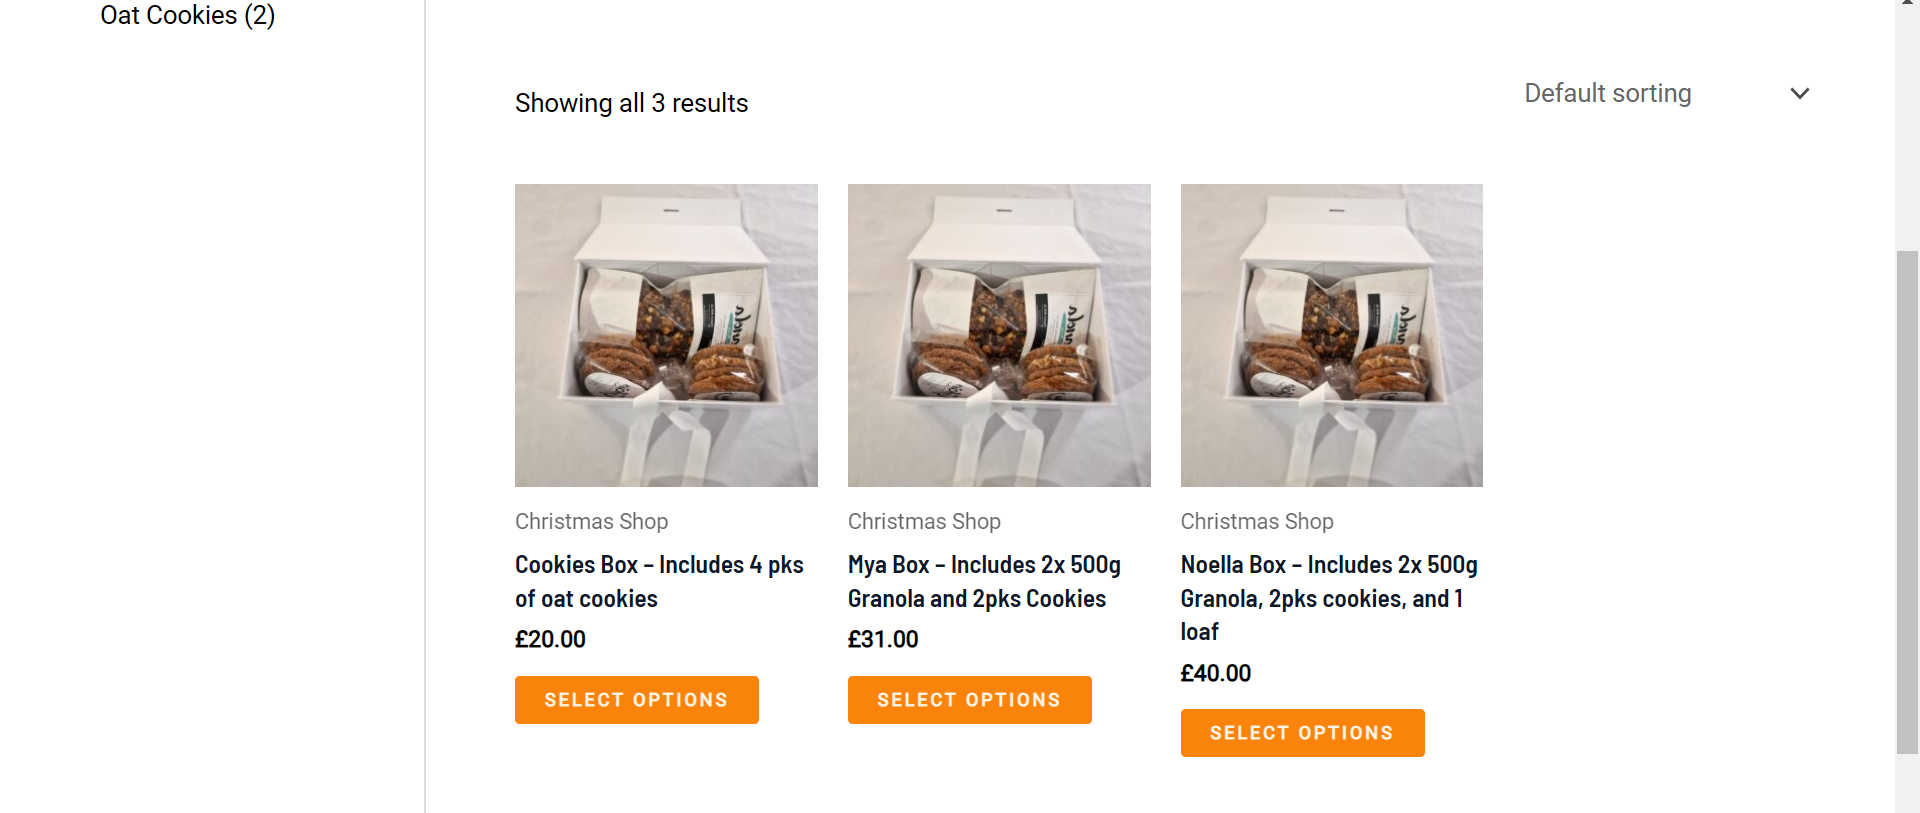 Oat Cookies (2)
Showing all 3 results
Default sorting
Christmas Shop
Cookies Box – Includes 4 pks
of oat cookies
£20.00
SELECT OPTIONS
Christmas Shop
Mya Box – Includes 2x 500g
Granola and 2pks Cookies
£31.00
SELECT OPTIONS
Christmas Shop
Noella Box – Includes 2x 500g
Granola, 2pks cookies, and 1
loaf
£40.00
SELECT OPTIONS